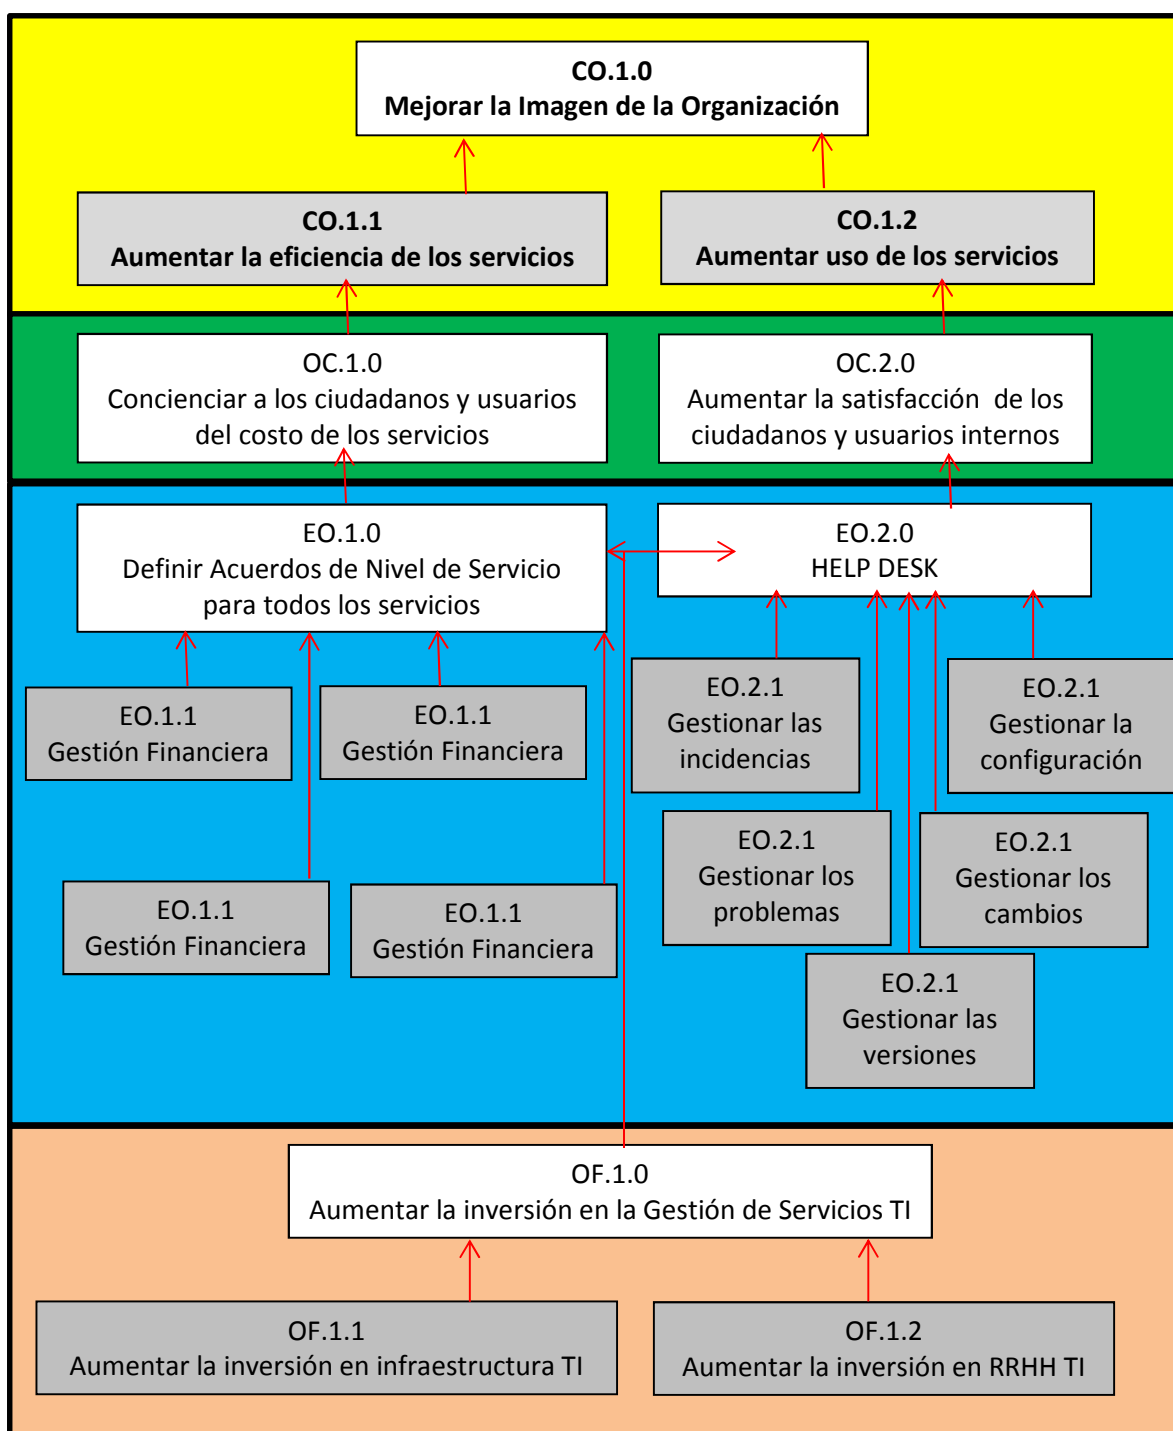 CO.1.0
Mejorar la Imagen de la Organización
CO.1.1
Aumentar la eficiencia de los servicios
CO.1.2
Aumentar uso de los servicios
OC.1.0
Concienciar a los ciudadanos y usuarios
del costo de los servicios
OC.2.0
Aumentar la satisfacción de los
ciudadanos y usuarios internos
EO.1.0
Definir Acuerdos de Nivel de Servicio
para todos los servicios
EO.2.0
HELP DESK
EO.1.1
Gestión Financiera
EO.1.1
Gestión Financiera
EO.2.1
Gestionar las
incidencias
EO.2.1
Gestionar la
configuración
EO.1.1
Gestión Financiera
EO.1.1
Gestión Financiera
EO.2.1
Gestionar los
problemas
EO.2.1
Gestionar los
cambios
EO.2.1
Gestionar las
versiones
OF.1.0
Aumentar la inversión en la Gestión de Servicios TI
OF.1.1
Aumentar la inversión en infraestructura TI
OF.1.2
Aumentar la inversión en RRHH TI